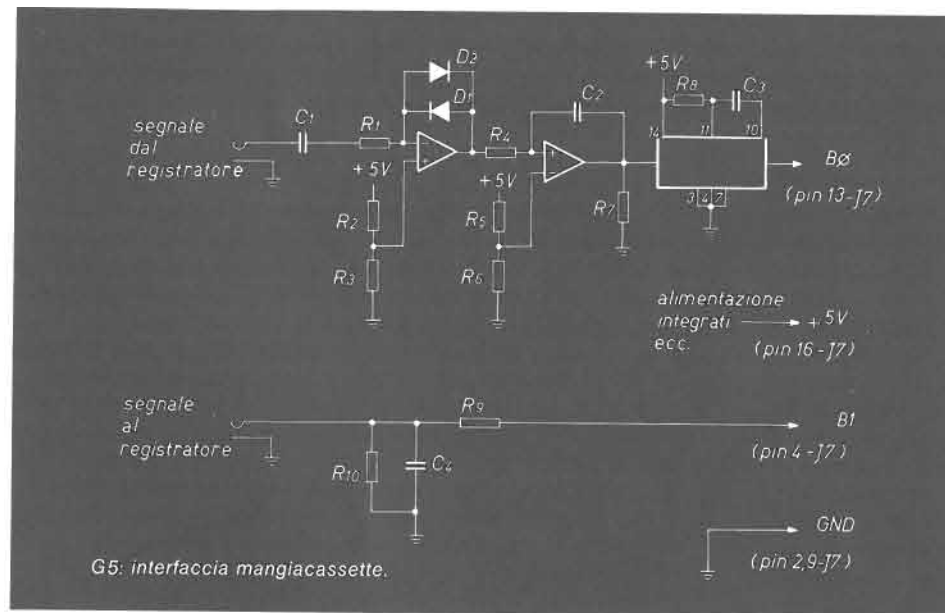 D2
D1
C1
R1
segnale
dal
registratore
+5V
R2
R3
R4
C2
+5V
R5
R6
R7
+5V
R8
C3
14
11
10
3 4 7
BØ
(pin 13-J7)
alimentazione
integrati
ecc.
+5V
(pin 16-J7)
segnale
al
registratore
R9
R10
C4
B1
(pin 4-J7)
GND
(pin 2,9-J7)
G5: interfaccia mangiacassette.